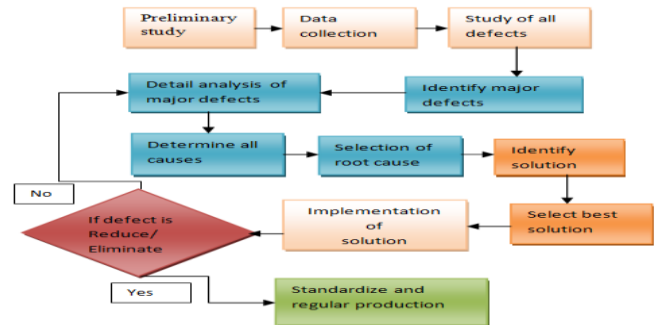 Preliminary
study
Data
collection
Study of all
defects
Detail analysis of
major defects
Identify major
defects
Determine all
causes
Selection of
root cause
Identify
solution
No
If defect is
Reduce/
Eliminate
Implementation
of
solution
Select best
solution
Yes
Standardize and
regular production